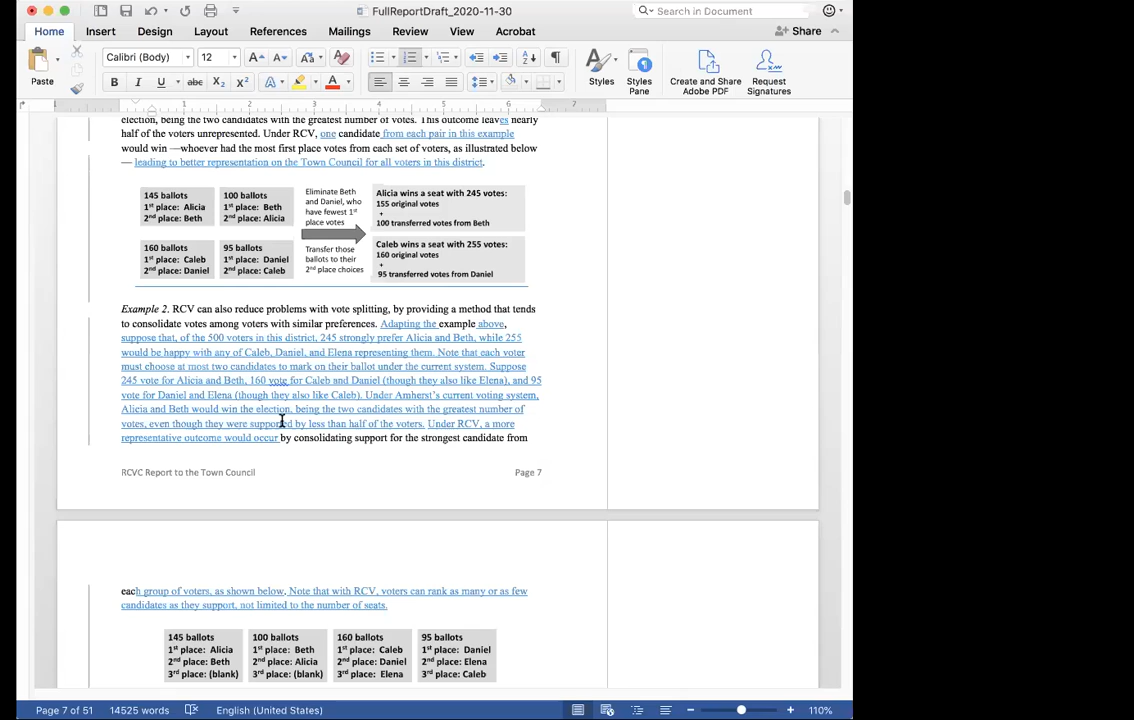 FullReportDraft_2020-11-30
Search in Document
Home Insert Design Layout References Mailings Review View Acrobat Share
Paste
Calibri (Body) 12
Styles
Styles Pane
Create and Share Adobe PDF
Request Signatures
1 1 2 3 4 5 6 7
election, being the two candidates with the greatest number of votes. This outcome leaves nearly
half of the voters unrepresented. Under RCV, one candidate from each pair in this example
would win —whoever had the most first place votes from each set of voters, as illustrated below
— leading to better representation on the Town Council for all voters in this district.
145 ballots
1st place: Alicia
2nd place: Beth
100 ballots
1st place: Beth
2nd place: Alicia
160 ballots
1st place: Caleb
2nd place: Daniel
95 ballots
1st place: Daniel
2nd place: Caleb
Eliminate Beth
and Daniel, who
have fewest 1st
place votes
Transfer those
ballots to their
2nd place choices
Alicia wins a seat with 245 votes:
155 original votes
+
100 transferred votes from Beth
Caleb wins a seat with 255 votes:
160 original votes
+
95 transferred votes from Daniel
Example 2. RCV can also reduce problems with vote splitting, by providing a method that tends
to consolidate votes among voters with similar preferences. Adapting the example above,
suppose that, of the 500 voters in this district, 245 strongly prefer Alicia and Beth, while 255
would be happy with any of Caleb, Daniel, and Elena representing them. Note that each voter
must choose at most two candidates to mark on their ballot under the current system. Suppose
245 vote for Alicia and Beth, 160 vote for Caleb and Daniel (though they also like Elena), and 95
vote for Daniel and Elena (though they also like Caleb). Under Amherst's current voting system,
Alicia and Beth would win the election, being the two candidates with the greatest number of
votes, even though they were supported by less than half of the voters. Under RCV, a more
representative outcome would occur by consolidating support for the strongest candidate from
RCVC Report to the Town Council Page 7
each group of voters, as shown below. Note that with RCV, voters can rank as many or as few
candidates as they support, not limited to the number of seats.
145 ballots
1st place: Alicia
2nd place: Beth
3rd place: (blank)
100 ballots
1st place: Beth
2nd place: Alicia
3rd place: (blank)
160 ballots
1st place: Caleb
2nd place: Daniel
3rd place: Elena
95 ballots
1st place: Daniel
2nd place: Elena
3rd place: Caleb
Page 7 of 51 14525 words English (United States) 110%